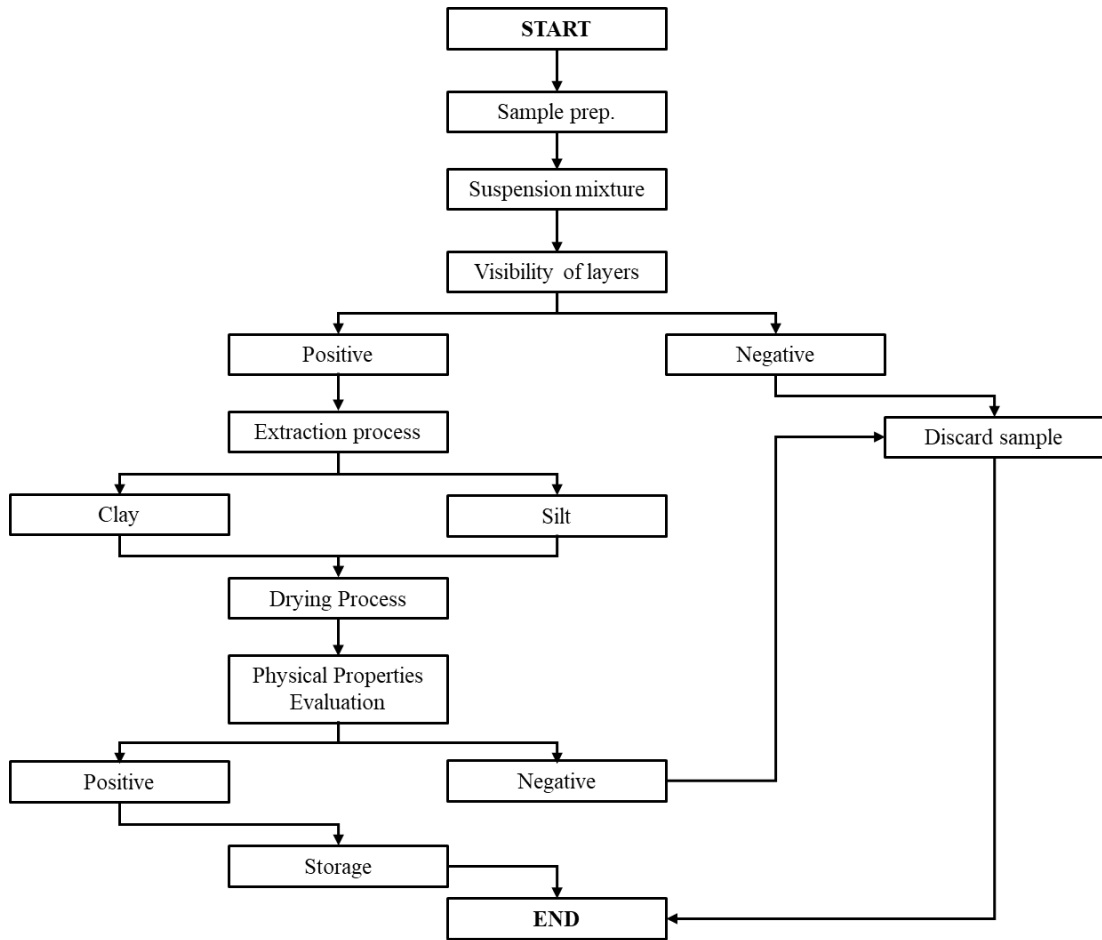 START
Sample prep.
Suspension mixture
Visibility of layers
Positive
Negative
Extraction process
Discard sample
Clay
Silt
Drying Process
Physical Properties
Evaluation
Positive
Negative
Storage
END